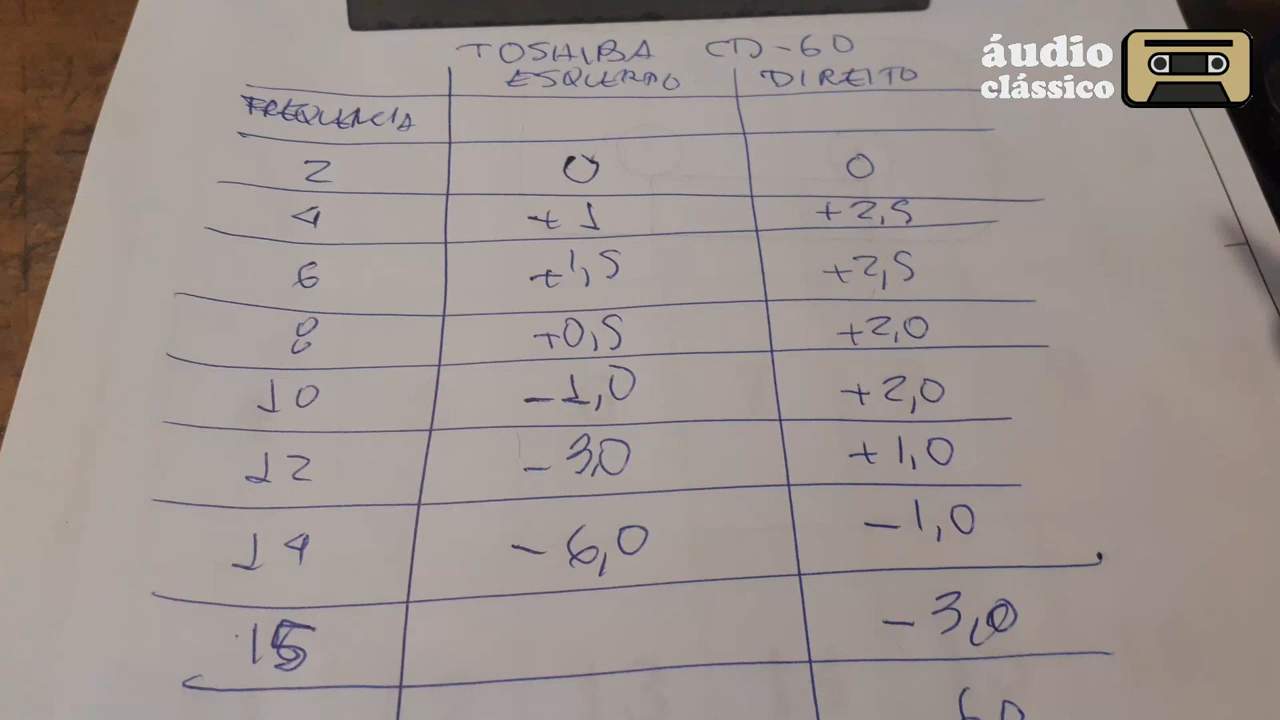 áudio
clássico
TOSHIBA CD-60
ESQUERDO DIREITO
FREQUENCIA
2 0 0
4 +1 +2,5
6 +1,5 +2,5
8 +0,5 +2,0
10 -1,0 +2,0
12 -3,0 +1,0
14 -6,0 -1,0
15 -3,0